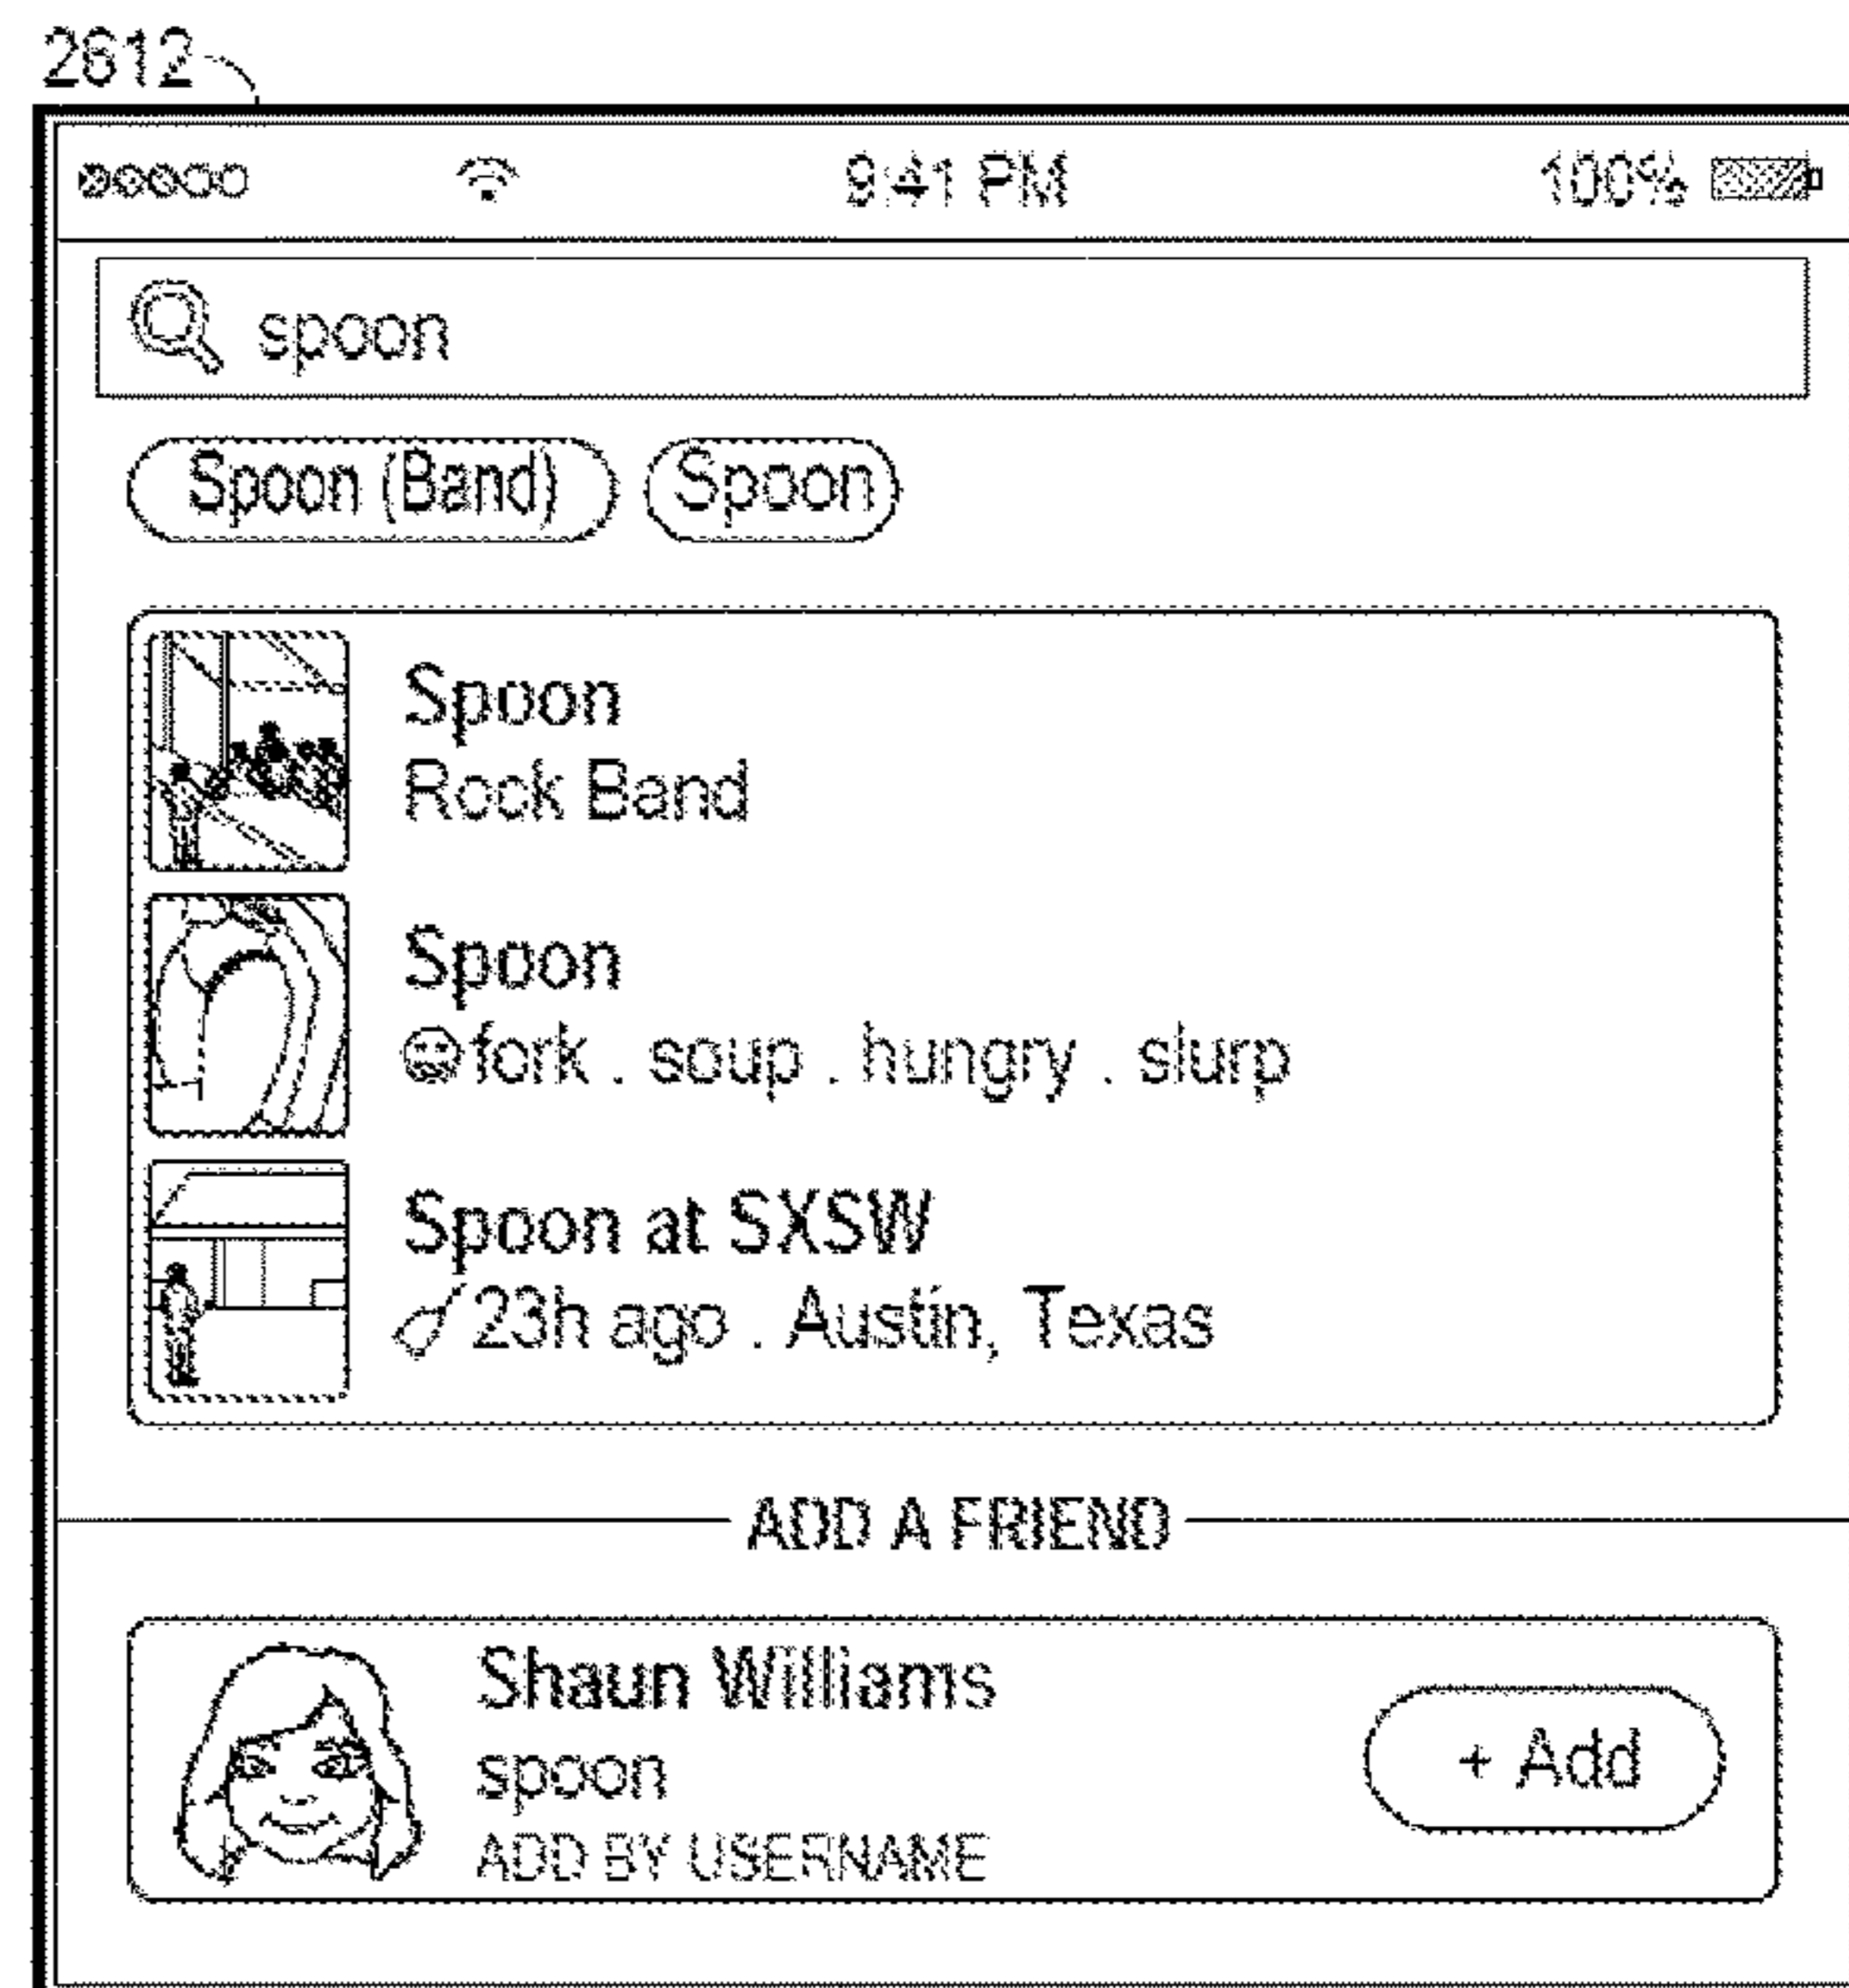 2612
9:41 PM 100%
spoon
Spoon (Band) Spoon
Spoon
Rock Band
Spoon
fork . soup . hungry . slurp
Spoon at SXSW
23h ago . Austin, Texas
ADD A FRIEND
Shaun Williams
spoon
+ Add
ADD BY USERNAME